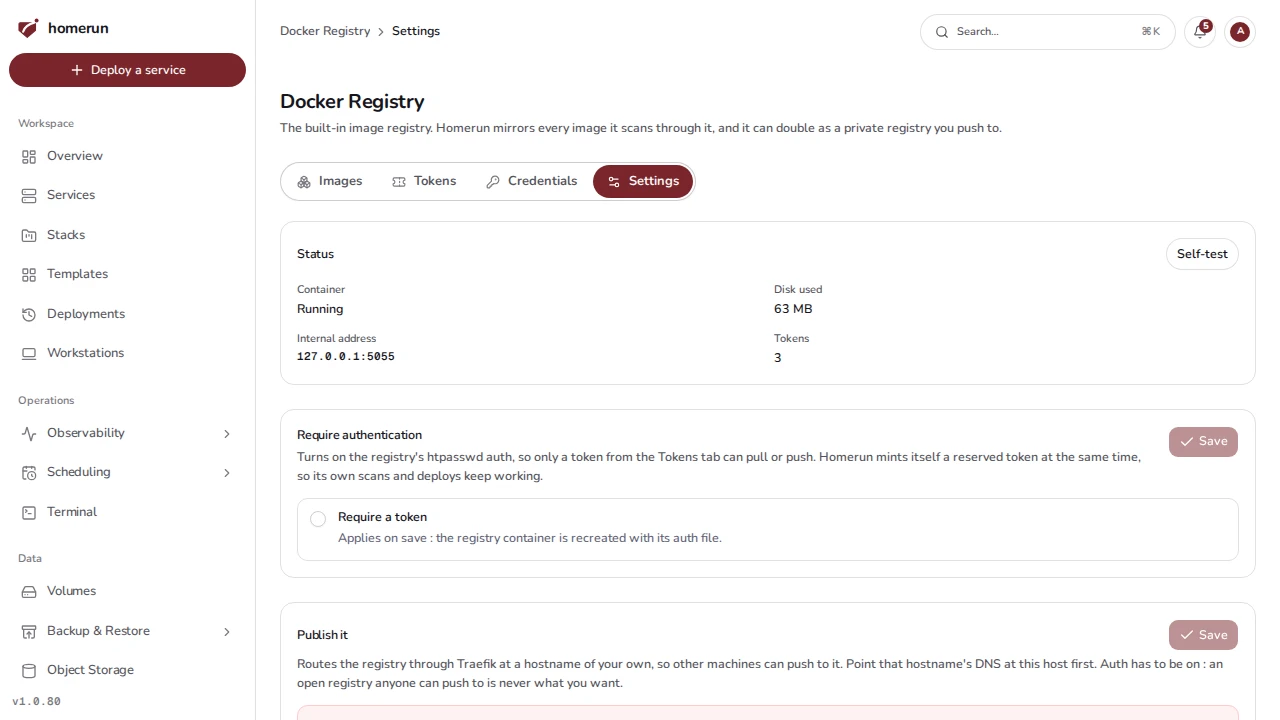 homerun
Deploy a service
Workspace
Overview
Services
Stacks
Templates
Deployments
Workstations
Operations
Observability
Scheduling
Terminal
Data
Volumes
Backup & Restore
Object Storage
v1.0.80
Docker Registry > Settings
Search...
⌘K
5
A
Docker Registry
The built-in image registry. Homerun mirrors every image it scans through it, and it can double as a private registry you push to.
Images
Tokens
Credentials
Settings
Status
Self-test
Container
Running
Disk used
63 MB
Internal address
127.0.0.1:5055
Tokens
3
Require authentication
Save
Turns on the registry's htpasswd auth, so only a token from the Tokens tab can pull or push. Homerun mints itself a reserved token at the same time,
so its own scans and deploys keep working.
Require a token
Applies on save : the registry container is recreated with its auth file.
Publish it
Save
Routes the registry through Traefik at a hostname of your own, so other machines can push to it. Point that hostname's DNS at this host first. Auth has to be on : an
open registry anyone can push to is never what you want.